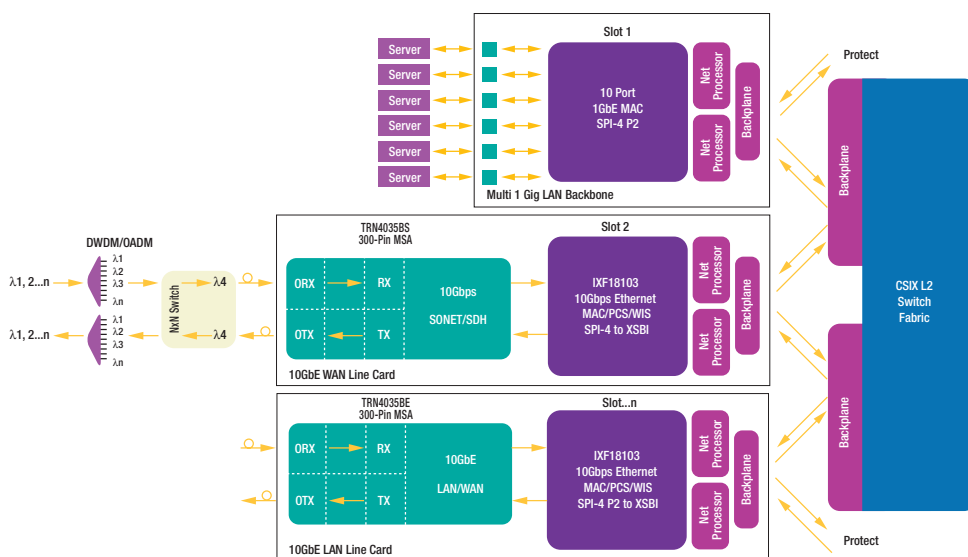 Slot 1
Server
Server
Server
Server
Server
Server
10 Port
1GbE MAC
SPI-4 P2
Net
Processor
Net
Processor
Backplane
Multi 1 Gig LAN Backbone
Protect
Backplane
Backplane
CSIX L2
Switch
Fabric
DWDM/OADM
λ1, 2...n
λ1
λ2
λ3
λn
λ1, 2...n
λ1
λ2
λ3
λn
NxN Switch
λ4
λ4
TRN4035BS
300-Pin MSA
Slot 2
ORX
RX
OTX
TX
10Gbps
SONET/SDH
IXF18103
10Gbps Ethernet
MAC/PCS/WIS
SPI-4 to XSBI
Net
Processor
Net
Processor
Backplane
10GbE WAN Line Card
TRN4035BE
300-Pin MSA
Slot...n
ORX
RX
OTX
TX
10GbE
LAN/WAN
IXF18103
10Gbps Ethernet
MAC/PCS/WIS
SPI-4 P2 to XSBI
Net
Processor
Net
Processor
Backplane
10GbE LAN Line Card
Protect